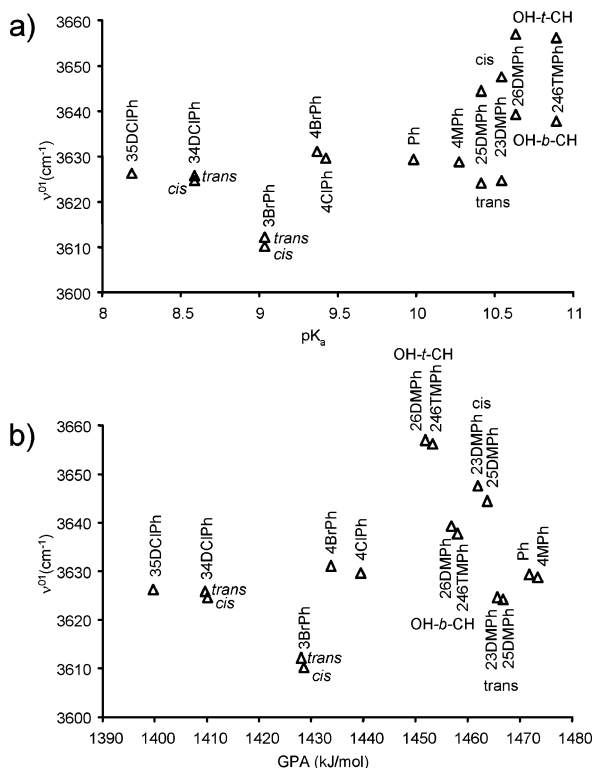 a)
3660
3650
3640
3630
3620
3610
3600
ν⁰¹(cm⁻¹)
35DClPh
34DClPh
cis
trans
3BrPh
trans
cis
4BrPh
4ClPh
Ph
4MPh
cis
25DMPh
23DMPh
trans
OH-t-CH
26DMPh
246TMPh
OH-b-CH
8
8.5
9
9.5
10
10.5
11
pKₐ
b)
3660
3650
3640
3630
3620
3610
3600
ν⁰¹(cm⁻¹)
35DClPh
34DClPh
trans
cis
3BrPh
trans
cis
4BrPh
4ClPh
OH-t-CH
26DMPh
246TMPh
26DMPh
246TMPh
OH-b-CH
cis
23DMPh
25DMPh
23DMPh
25DMPh
trans
Ph
4MPh
1390
1400
1410
1420
1430
1440
1450
1460
1470
1480
GPA (kJ/mol)